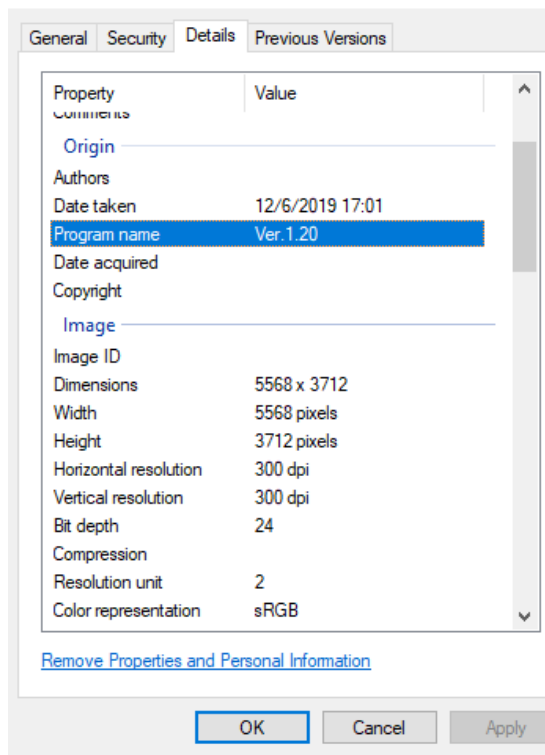 General Security Details Previous Versions
Property Value
Comments
Origin
Authors
Date taken 12/6/2019 17:01
Program name Ver.1.20
Date acquired
Copyright
Image
Image ID
Dimensions 5568 x 3712
Width 5568 pixels
Height 3712 pixels
Horizontal resolution 300 dpi
Vertical resolution 300 dpi
Bit depth 24
Compression
Resolution unit 2
Color representation sRGB
Remove Properties and Personal Information
OK Cancel Apply